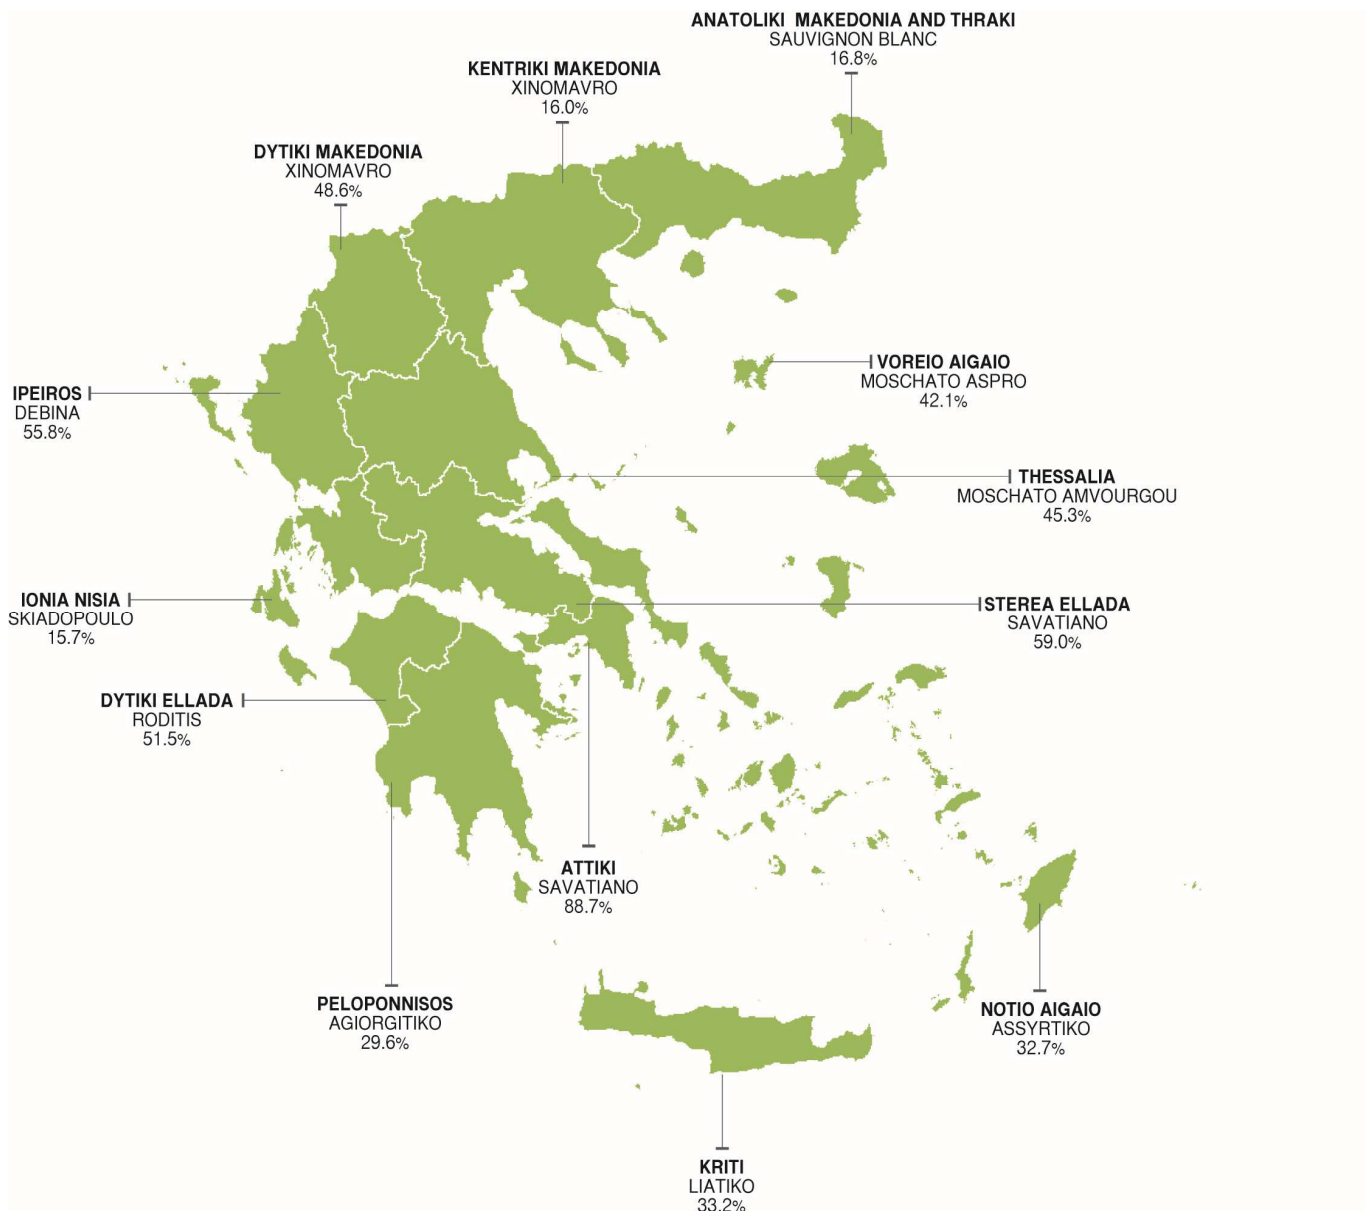 ANATOLIKI MAKEDONIA AND THRAKI
SAUVIGNON BLANC
16.8%
KENTRIKI MAKEDONIA
XINOMAVRO
16.0%
DYTIKI MAKEDONIA
XINOMAVRO
48.6%
VOREIO AIGAIO
MOSCHATO ASPRO
42.1%
IPEIROS
DEBINA
55.8%
THESSALIA
MOSCHATO AMVOURGOU
45.3%
IONIA NISIA
SKIADOPOULO
15.7%
STEREA ELLADA
SAVATIANO
59.0%
DYTIKI ELLADA
RODITIS
51.5%
ATTIKI
SAVATIANO
88.7%
PELOPONNISOS
AGIORGITIKO
29.6%
NOTIO AIGAIO
ASSYRTIKO
32.7%
KRITI
LIATIKO
33.2%